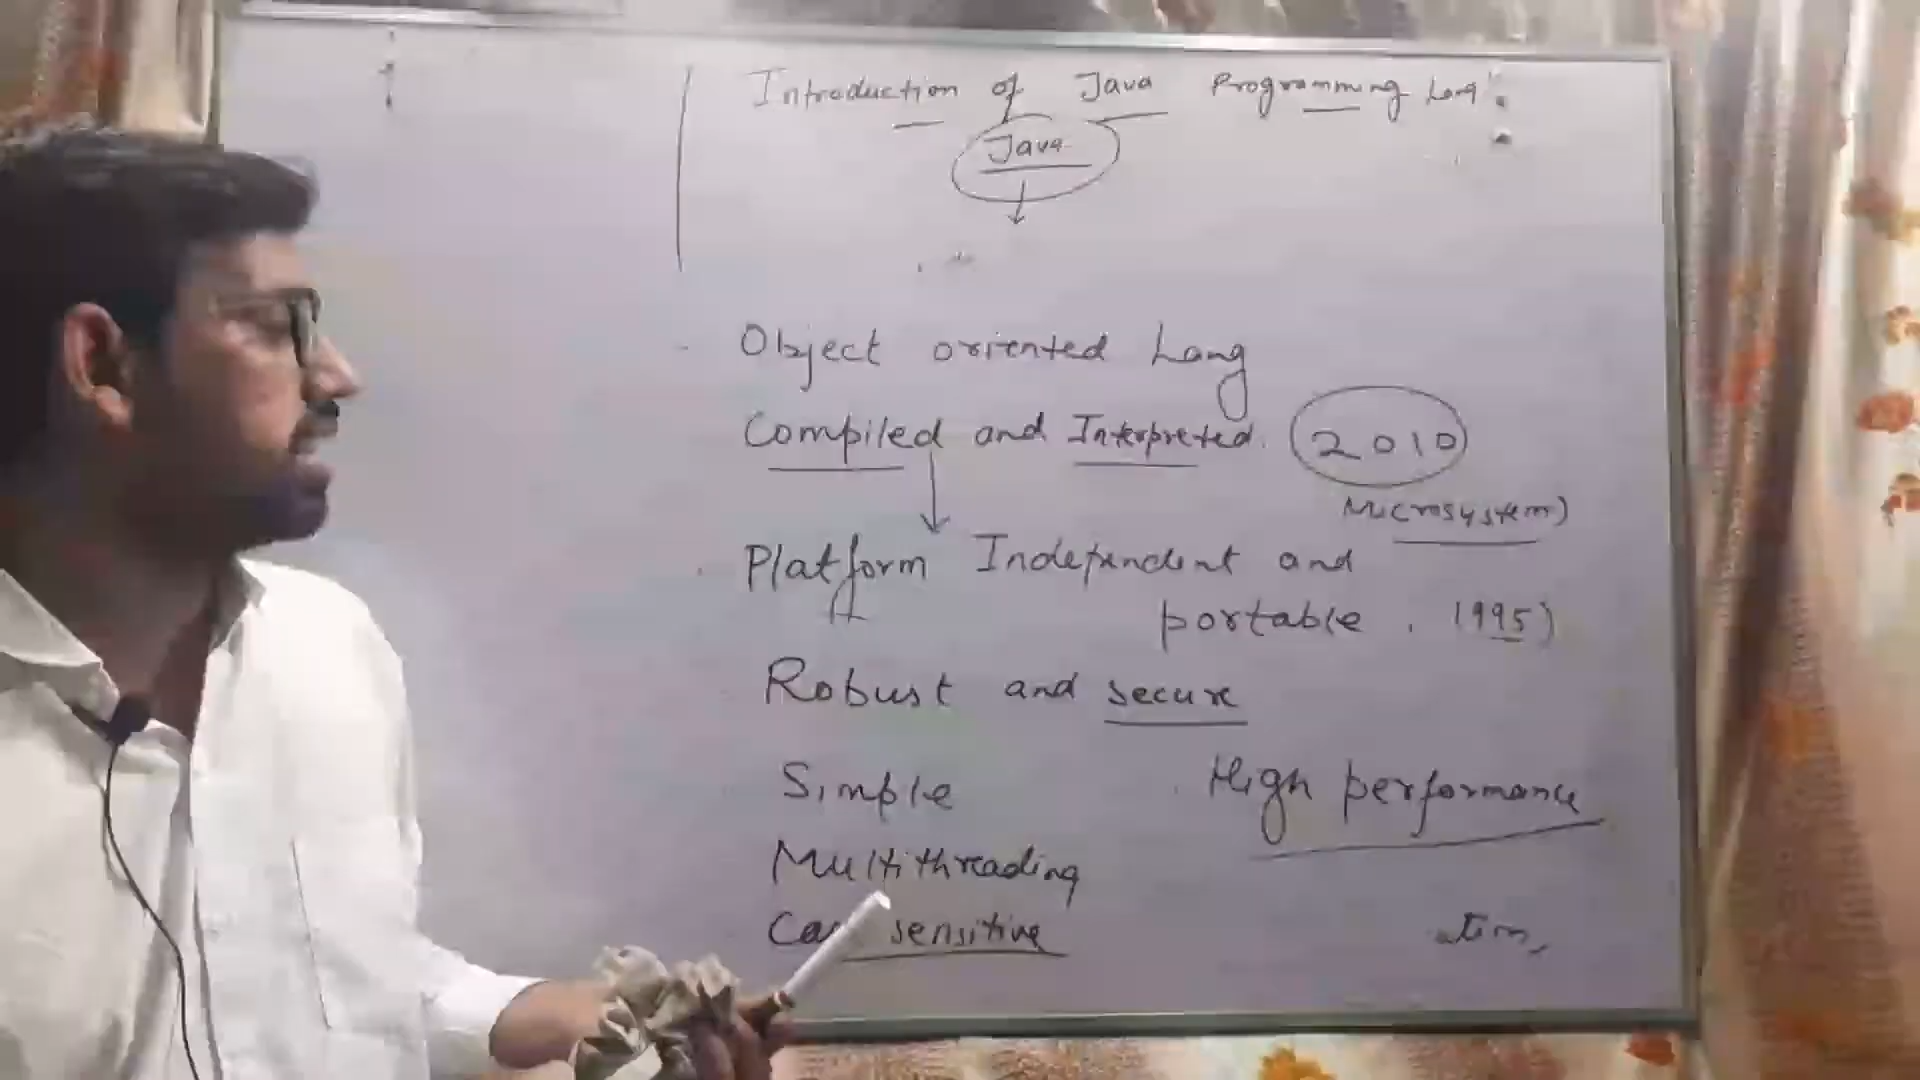 Introduction of Java Programming Lang:
Java
Object oriented Lang
Compiled and Interpreted. 2010
Microsystem)
Platform Independent and
portable. 1995)
Robust and secure
Simple High performance
Multithreading
sensitive